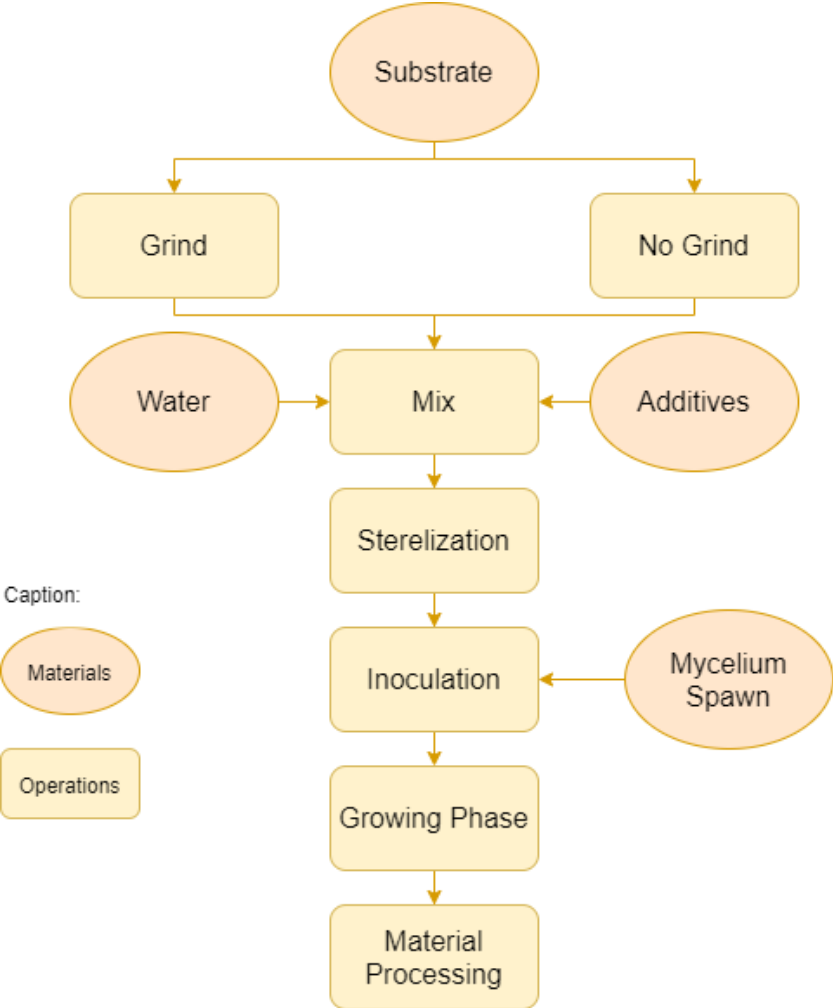 Substrate
Grind
No Grind
Water
Mix
Additives
Sterelization
Caption:
Materials
Inoculation
Mycelium
Spawn
Operations
Growing Phase
Material
Processing